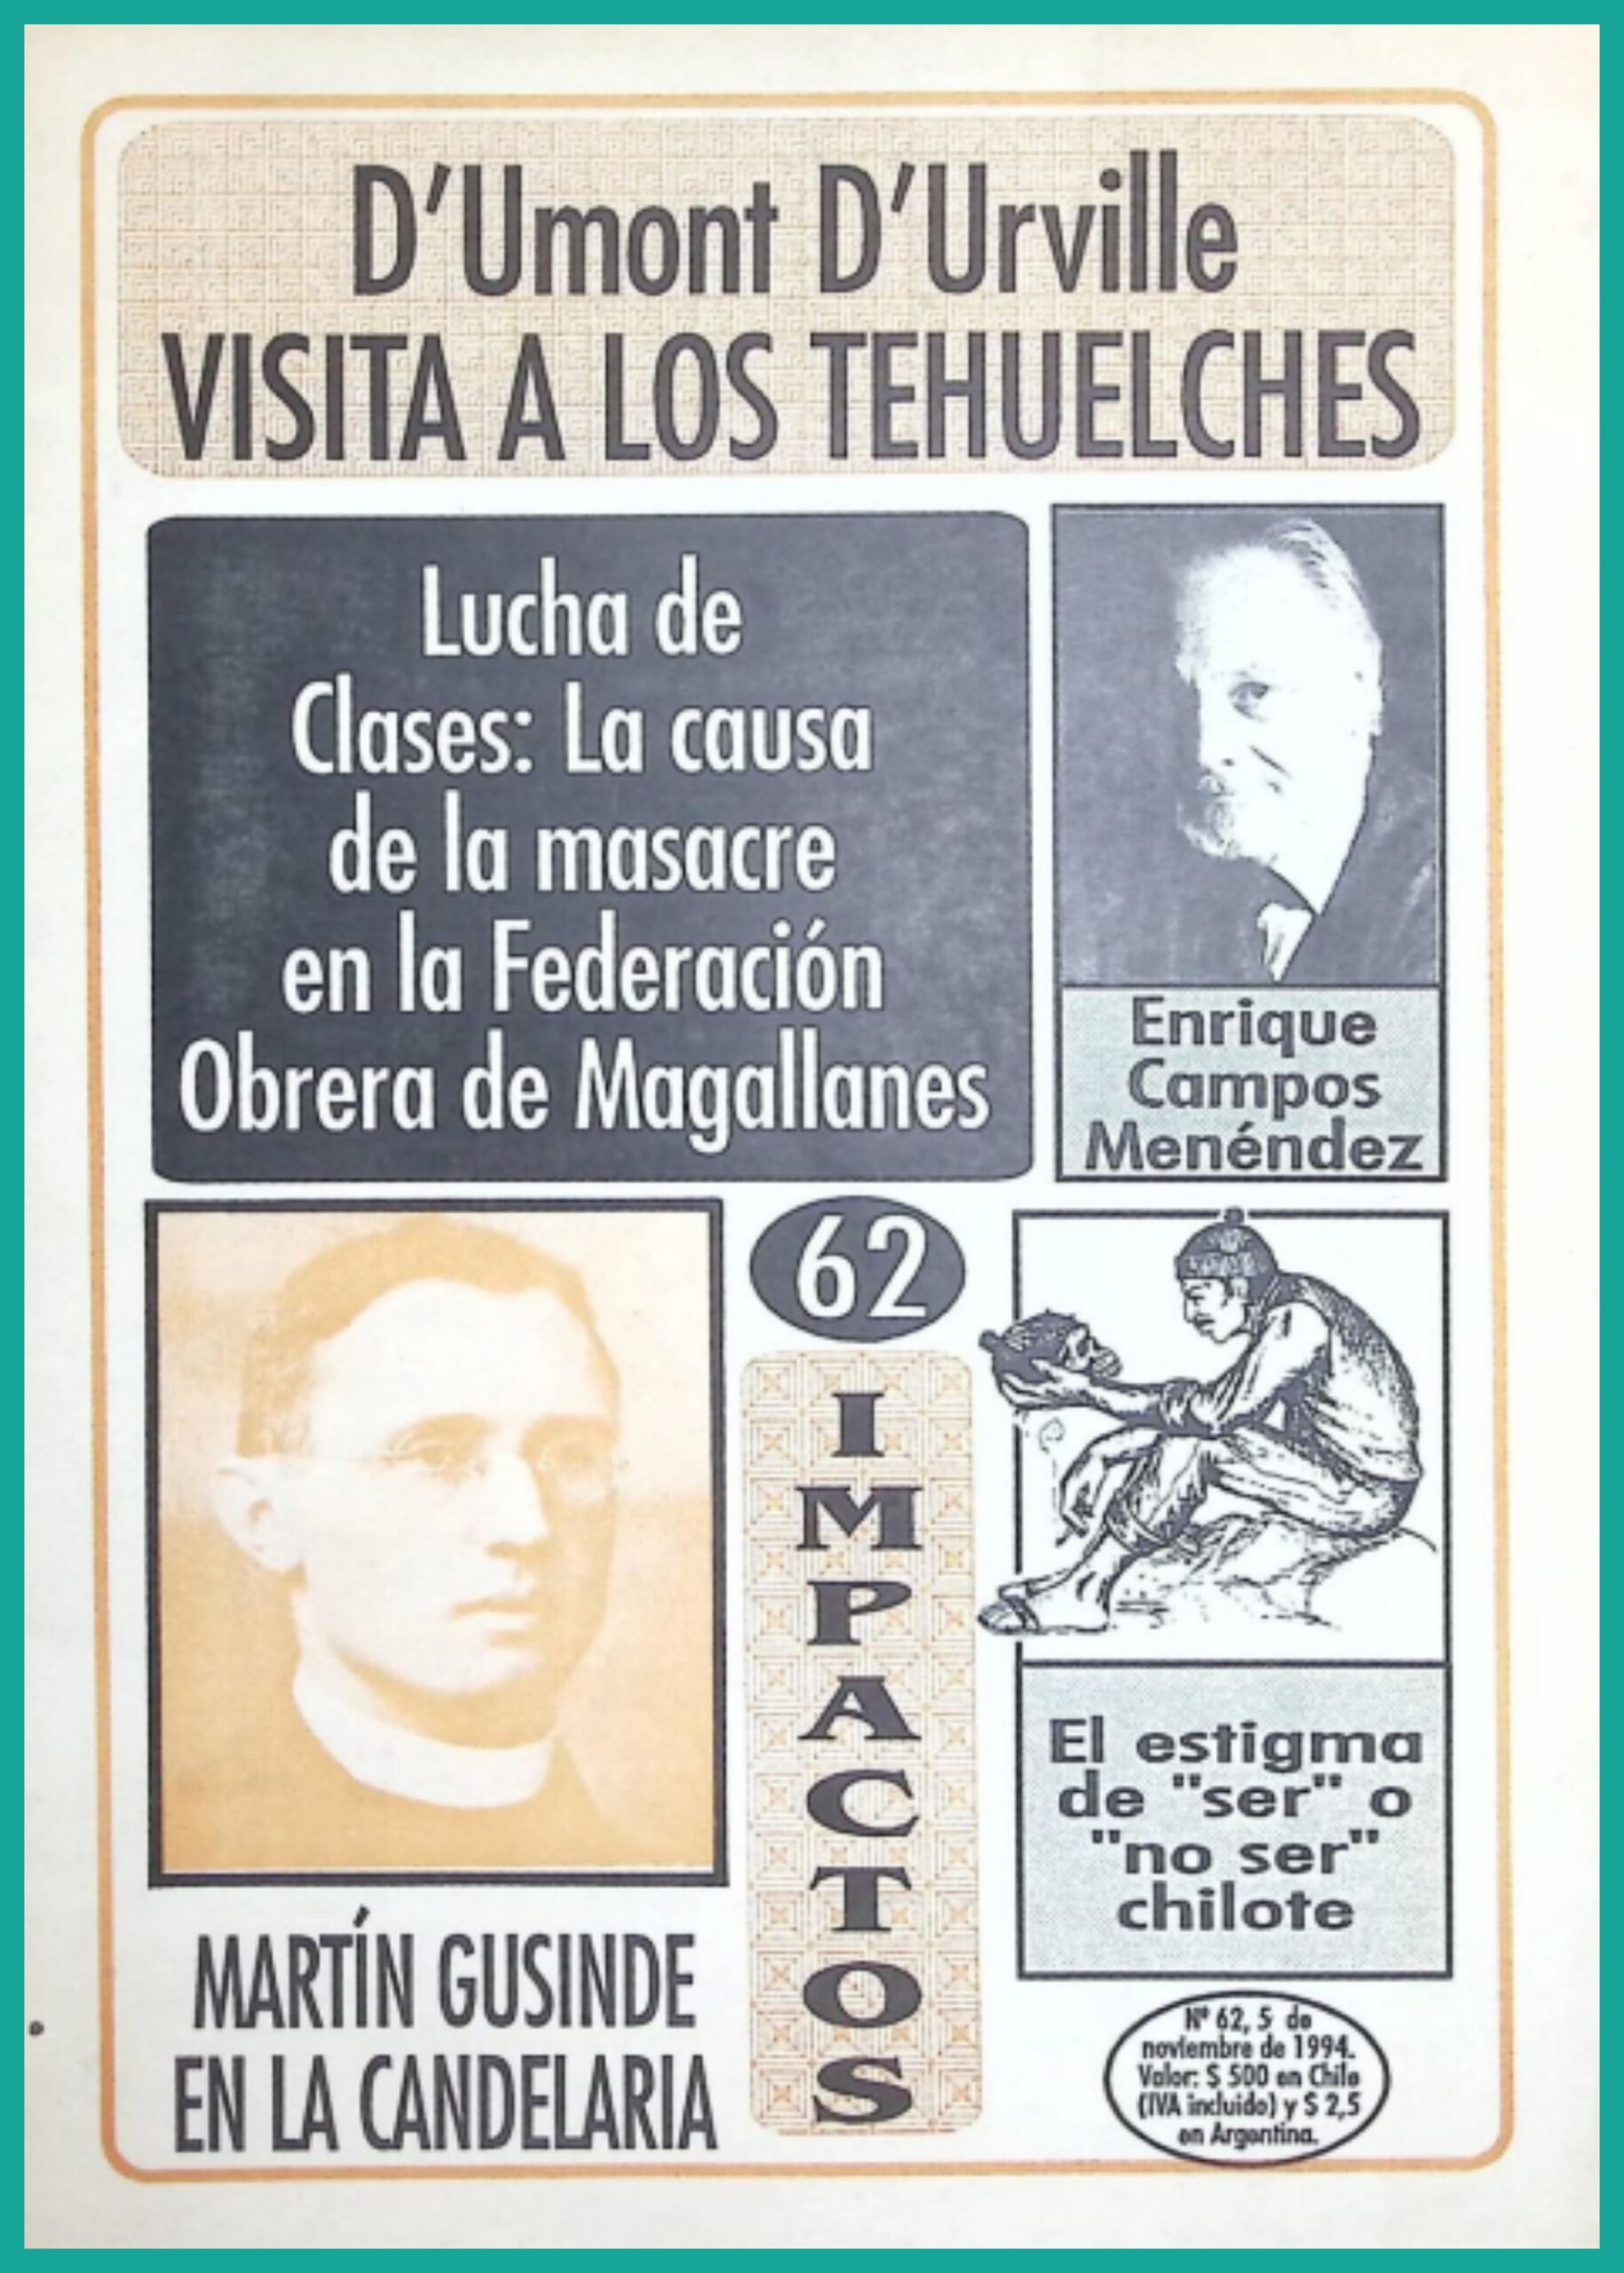 D'Umont D'Urville
VISITA A LOS TEHUELCHES
Lucha de
Clases: La causa
de la masacre
en la Federación
Obrera de Magallanes
Enrique
Campos
Menéndez
62
IMPACTOS
MARTÍN GUSINDE
EN LA CANDELARIA
El estigma
de "ser" o
"no ser"
chilote
Nº 62, 5 de
noviembre de 1994.
Valor: $ 500 en Chile
(IVA incluido) y $ 2,5
en Argentina.